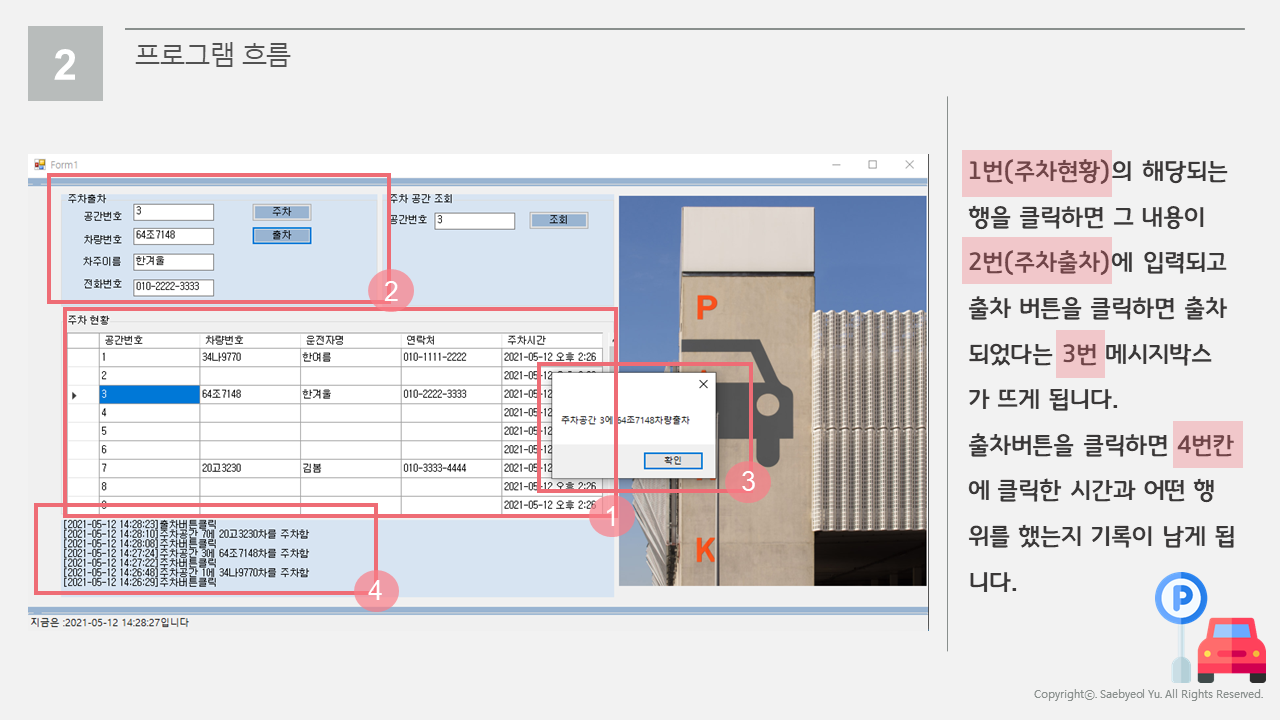 2
프로그램 흐름
Form1
주차출차
공간번호 3 주차
차량번호 64조7148 출차
차주이름 한겨울
전화번호 010-2222-3333
2
주차 공간 조회
공간번호 3 조회
주차 현황
공간번호 차량번호 운전자명 연락처 주차시간
1 34나9770 한여름 010-1111-2222 2021-05-12 오후 2:26
2 2021-05-12 오후 2:26
3 64조7148 한겨울 010-2222-3333 2021-05-12
4 2021-05-12
5 2021-05-12
6 2021-05-12
7 20고3230 김봄 010-3333-4444 2021-05-12
8 2021-05-12 오후 2:26
9 2021-05-12 오후 2:26
1
주차공간 3에 64조7148차량출차
확인
3
P
K
[2021-05-12 14:28:23]출차버튼클릭
[2021-05-12 14:28:10]주차공간 7에 20고3230차를 주차함
[2021-05-12 14:28:08]주차버튼클릭
[2021-05-12 14:27:24]주차공간 3에 64조7148차를 주차함
[2021-05-12 14:27:22]주차버튼클릭
[2021-05-12 14:26:48]주차공간 1에 34나9770차를 주차함
[2021-05-12 14:26:29]주차버튼클릭
4
지금은 :2021-05-12 14:28:27입니다
1번(주차현황)의 해당되는
행을 클릭하면 그 내용이
2번(주차출차)에 입력되고
출차 버튼을 클릭하면 출차
되었다는 3번 메시지박스
가 뜨게 됩니다.
출차버튼을 클릭하면 4번칸
에 클릭한 시간과 어떤 행
위를 했는지 기록이 남게 됩
니다.
P
Copyrightⓒ. Saebyeol Yu. All Rights Reserved.